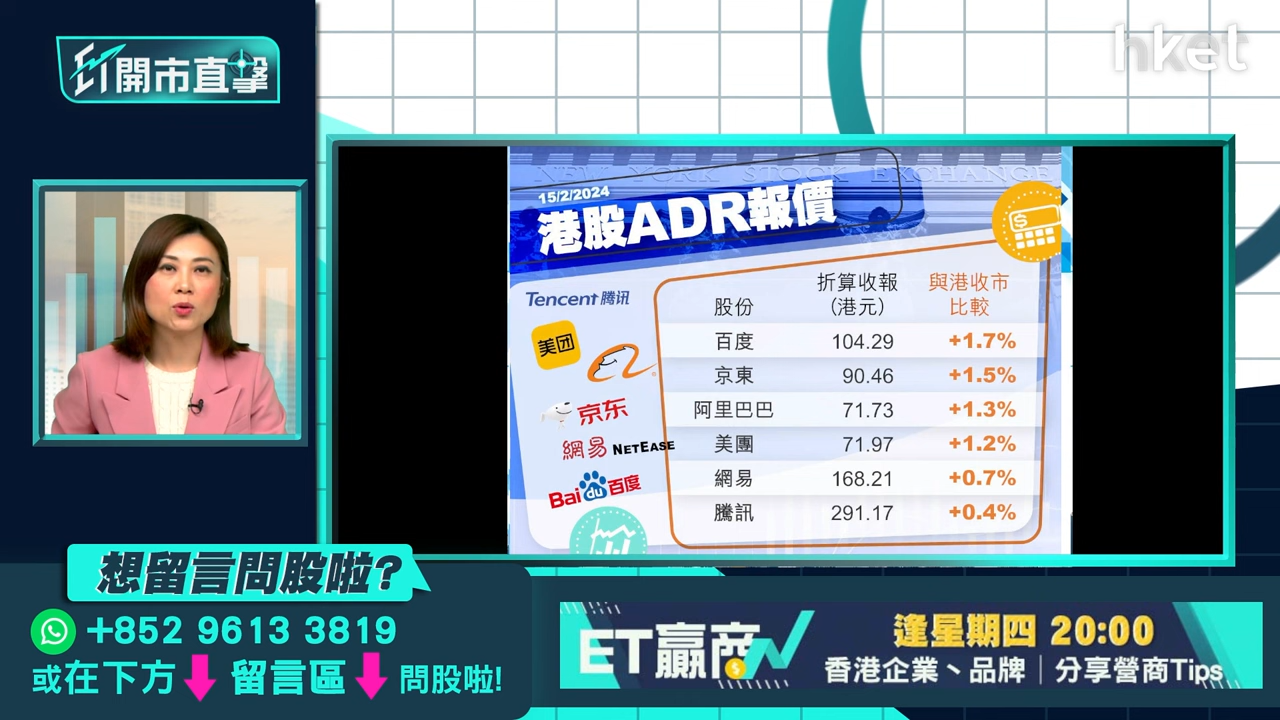 ET開市直擊
hket
NEW YORK STOCK EXCHANGE
15/2/2024
港股ADR報價
Tencent 腾讯
美团
京东
網易 NETEASE
Bai du 百度
股份 折算收報(港元) 與港收市比較
百度 104.29 +1.7%
京東 90.46 +1.5%
阿里巴巴 71.73 +1.3%
美團 71.97 +1.2%
網易 168.21 +0.7%
騰訊 291.17 +0.4%
想留言問股啦?
+852 9613 3819
或在下方 留言區 問股啦!
ET贏商
逢星期四 20:00
香港企業、品牌|分享營商Tips